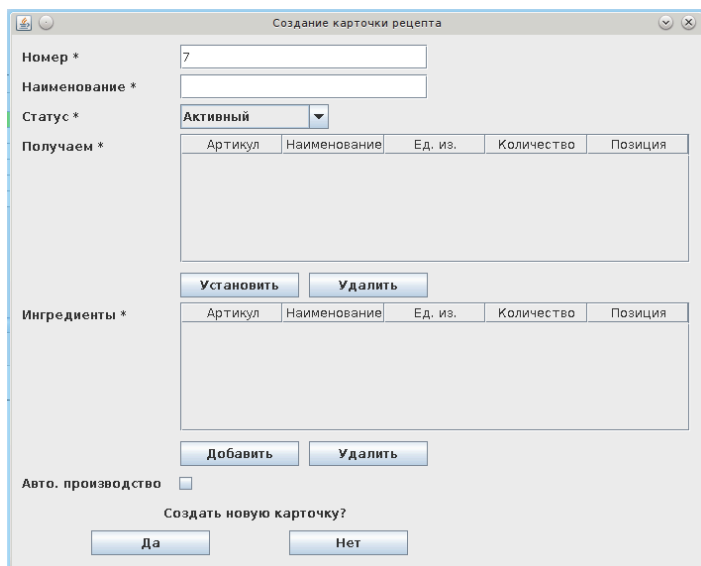 Создание карточки рецепта
Номер * 7
Наименование *
Статус * Активный
Получаем * Артикул Наименование Ед. из. Количество Позиция
Установить Удалить
Ингредиенты * Артикул Наименование Ед. из. Количество Позиция
Добавить Удалить
Авто. производство
Создать новую карточку?
Да Нет